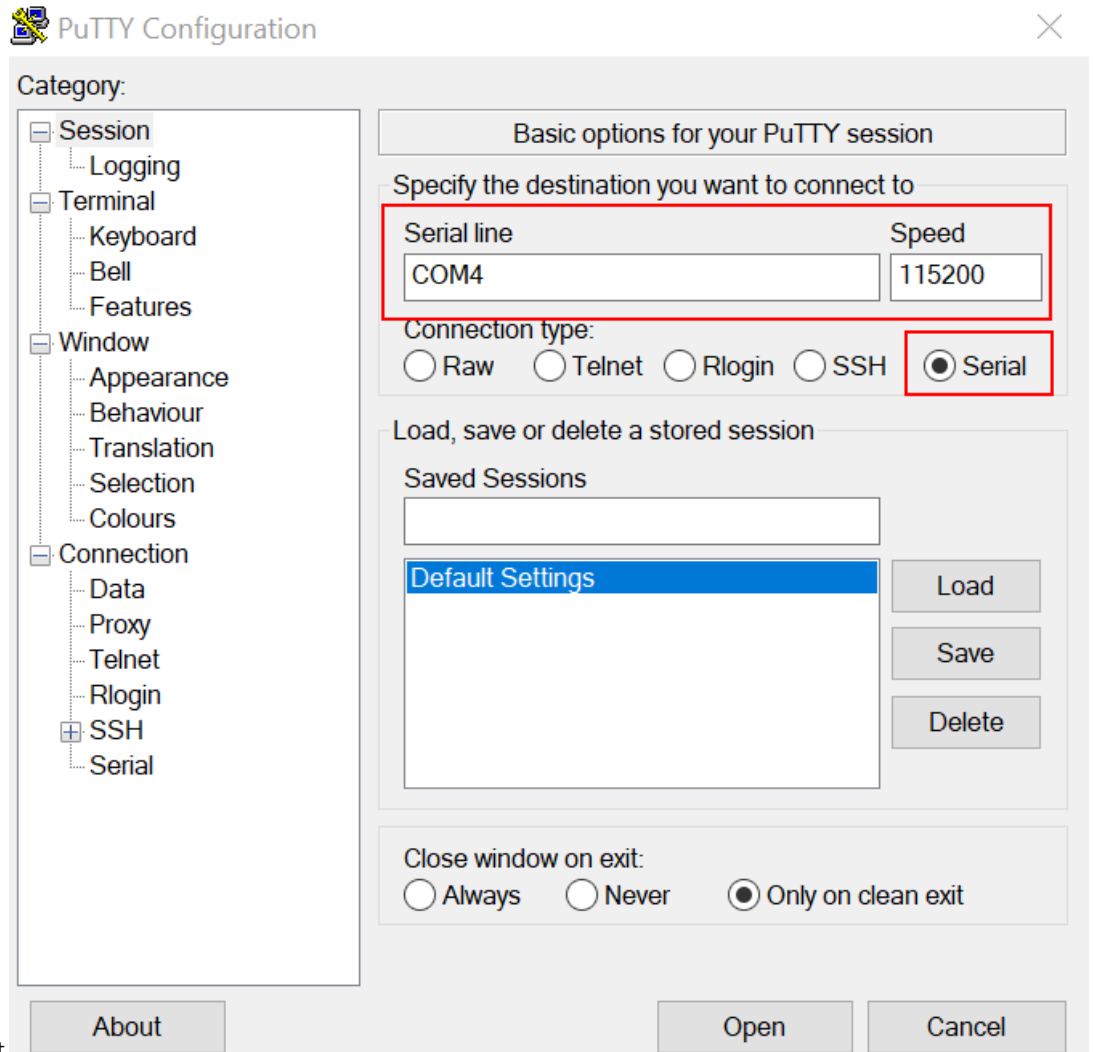 PuTTY Configuration
Category:
Session
Logging
Terminal
Keyboard
Bell
Features
Window
Appearance
Behaviour
Translation
Selection
Colours
Connection
Data
Proxy
Telnet
Rlogin
SSH
Serial
Basic options for your PuTTY session
Specify the destination you want to connect to
Serial line Speed
COM4 115200
Connection type:
Raw Telnet Rlogin SSH Serial
Load, save or delete a stored session
Saved Sessions
Default Settings
Load
Save
Delete
Close window on exit:
Always Never Only on clean exit
About Open Cancel